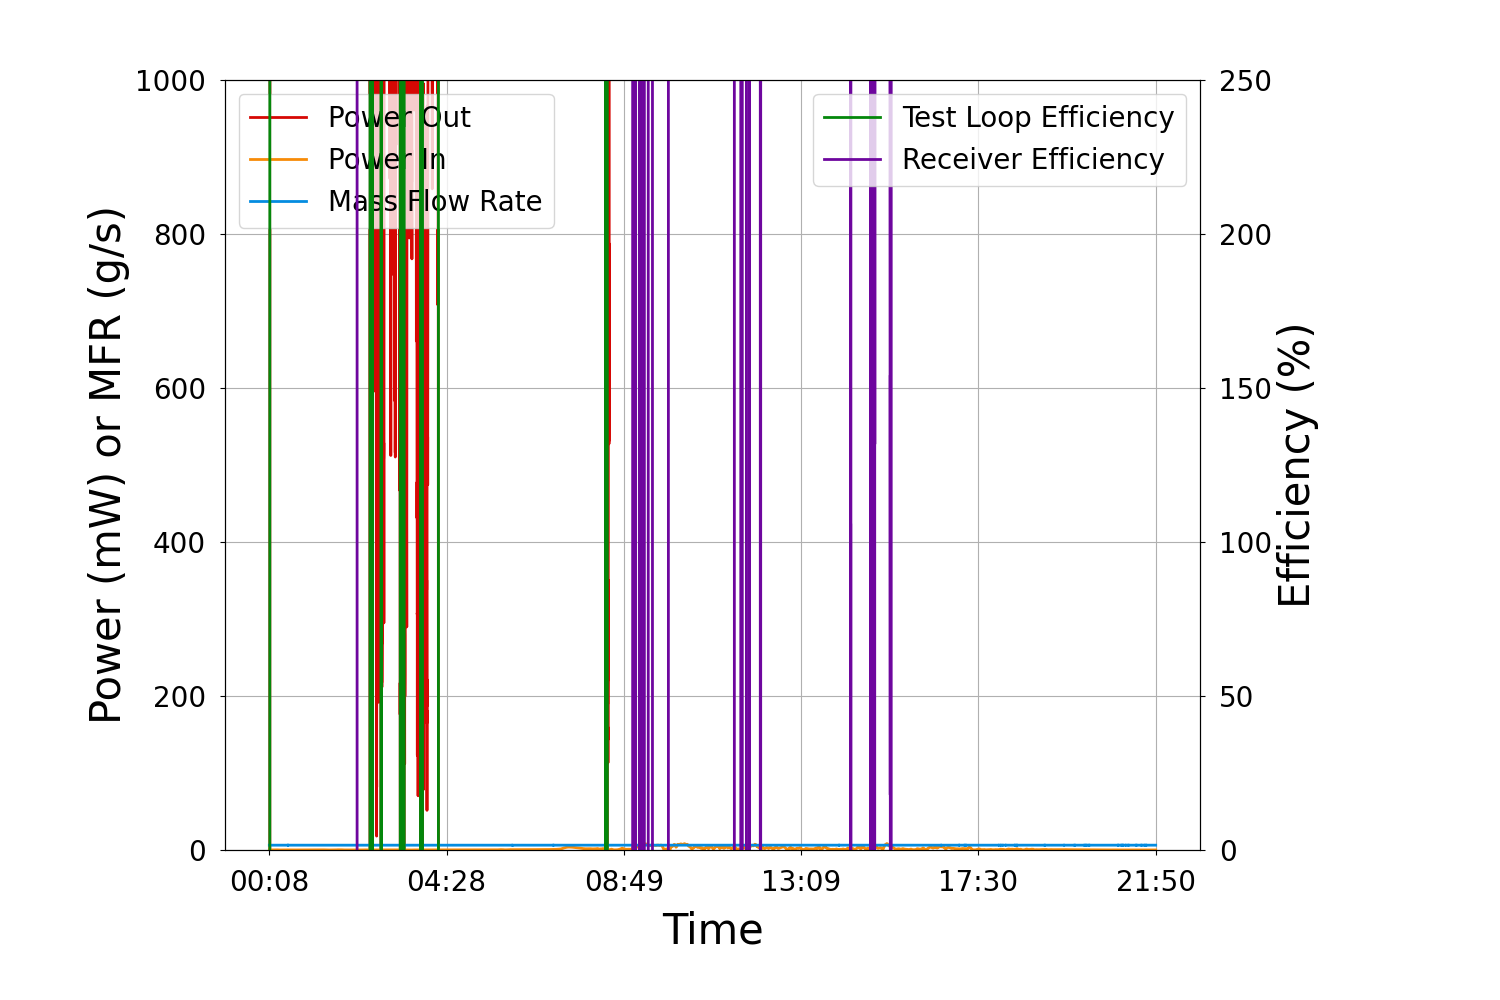 1000
800
600
400
200
0
Power (mW) or MFR (g/s)
Power Out
Power In
Mass Flow Rate
Test Loop Efficiency
Receiver Efficiency
250
200
150
100
50
0
Efficiency (%)
00:08 04:28 08:49 13:09 17:30 21:50
Time